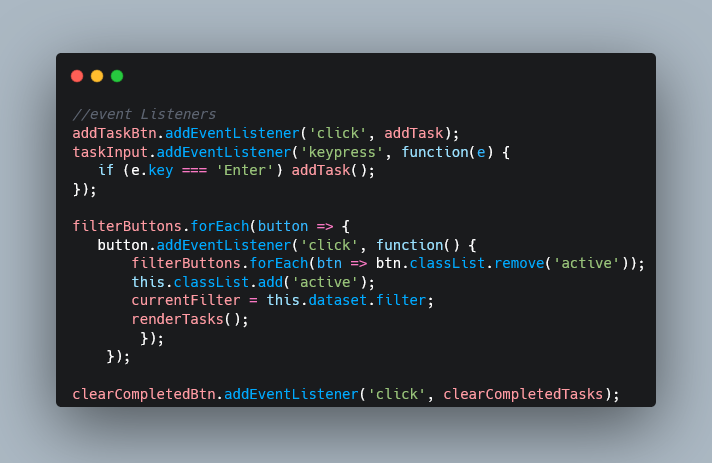 //event Listeners
addTaskBtn.addEventListener('click', addTask);
taskInput.addEventListener('keypress', function(e) {
   if (e.key === 'Enter') addTask();
});

filterButtons.forEach(button => {
   button.addEventListener('click', function() {
       filterButtons.forEach(btn => btn.classList.remove('active'));
       this.classList.add('active');
       currentFilter = this.dataset.filter;
       renderTasks();
        });
    });

clearCompletedBtn.addEventListener('click', clearCompletedTasks);